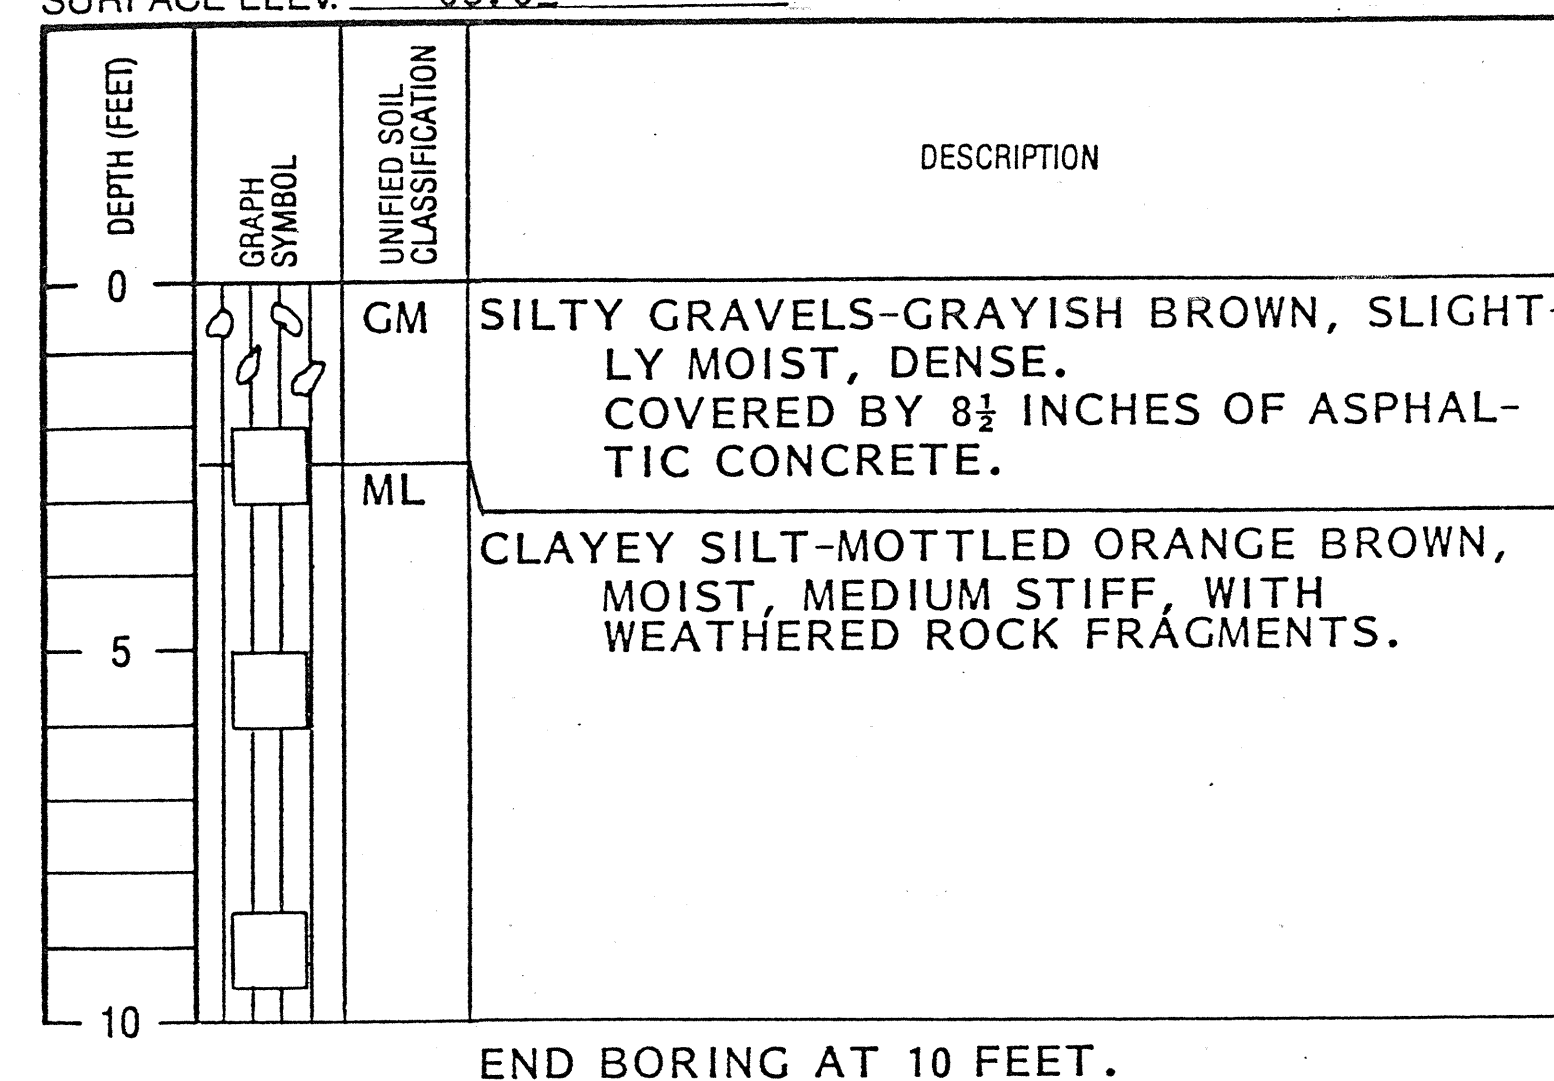 SURFACE ELEV.
DEPTH (FEET)
GRAPH
SYMBOL
UNIFIED SOIL
CLASSIFICATION
DESCRIPTION
0
GM
SILTY GRAVELS-GRAYISH BROWN, SLIGHT-
LY MOIST, DENSE.
COVERED BY 8½ INCHES OF ASPHAL-
TIC CONCRETE.
ML
CLAYEY SILT-MOTTLED ORANGE BROWN,
MOIST, MEDIUM STIFF, WITH
WEATHERED ROCK FRAGMENTS.
5
10
END BORING AT 10 FEET.